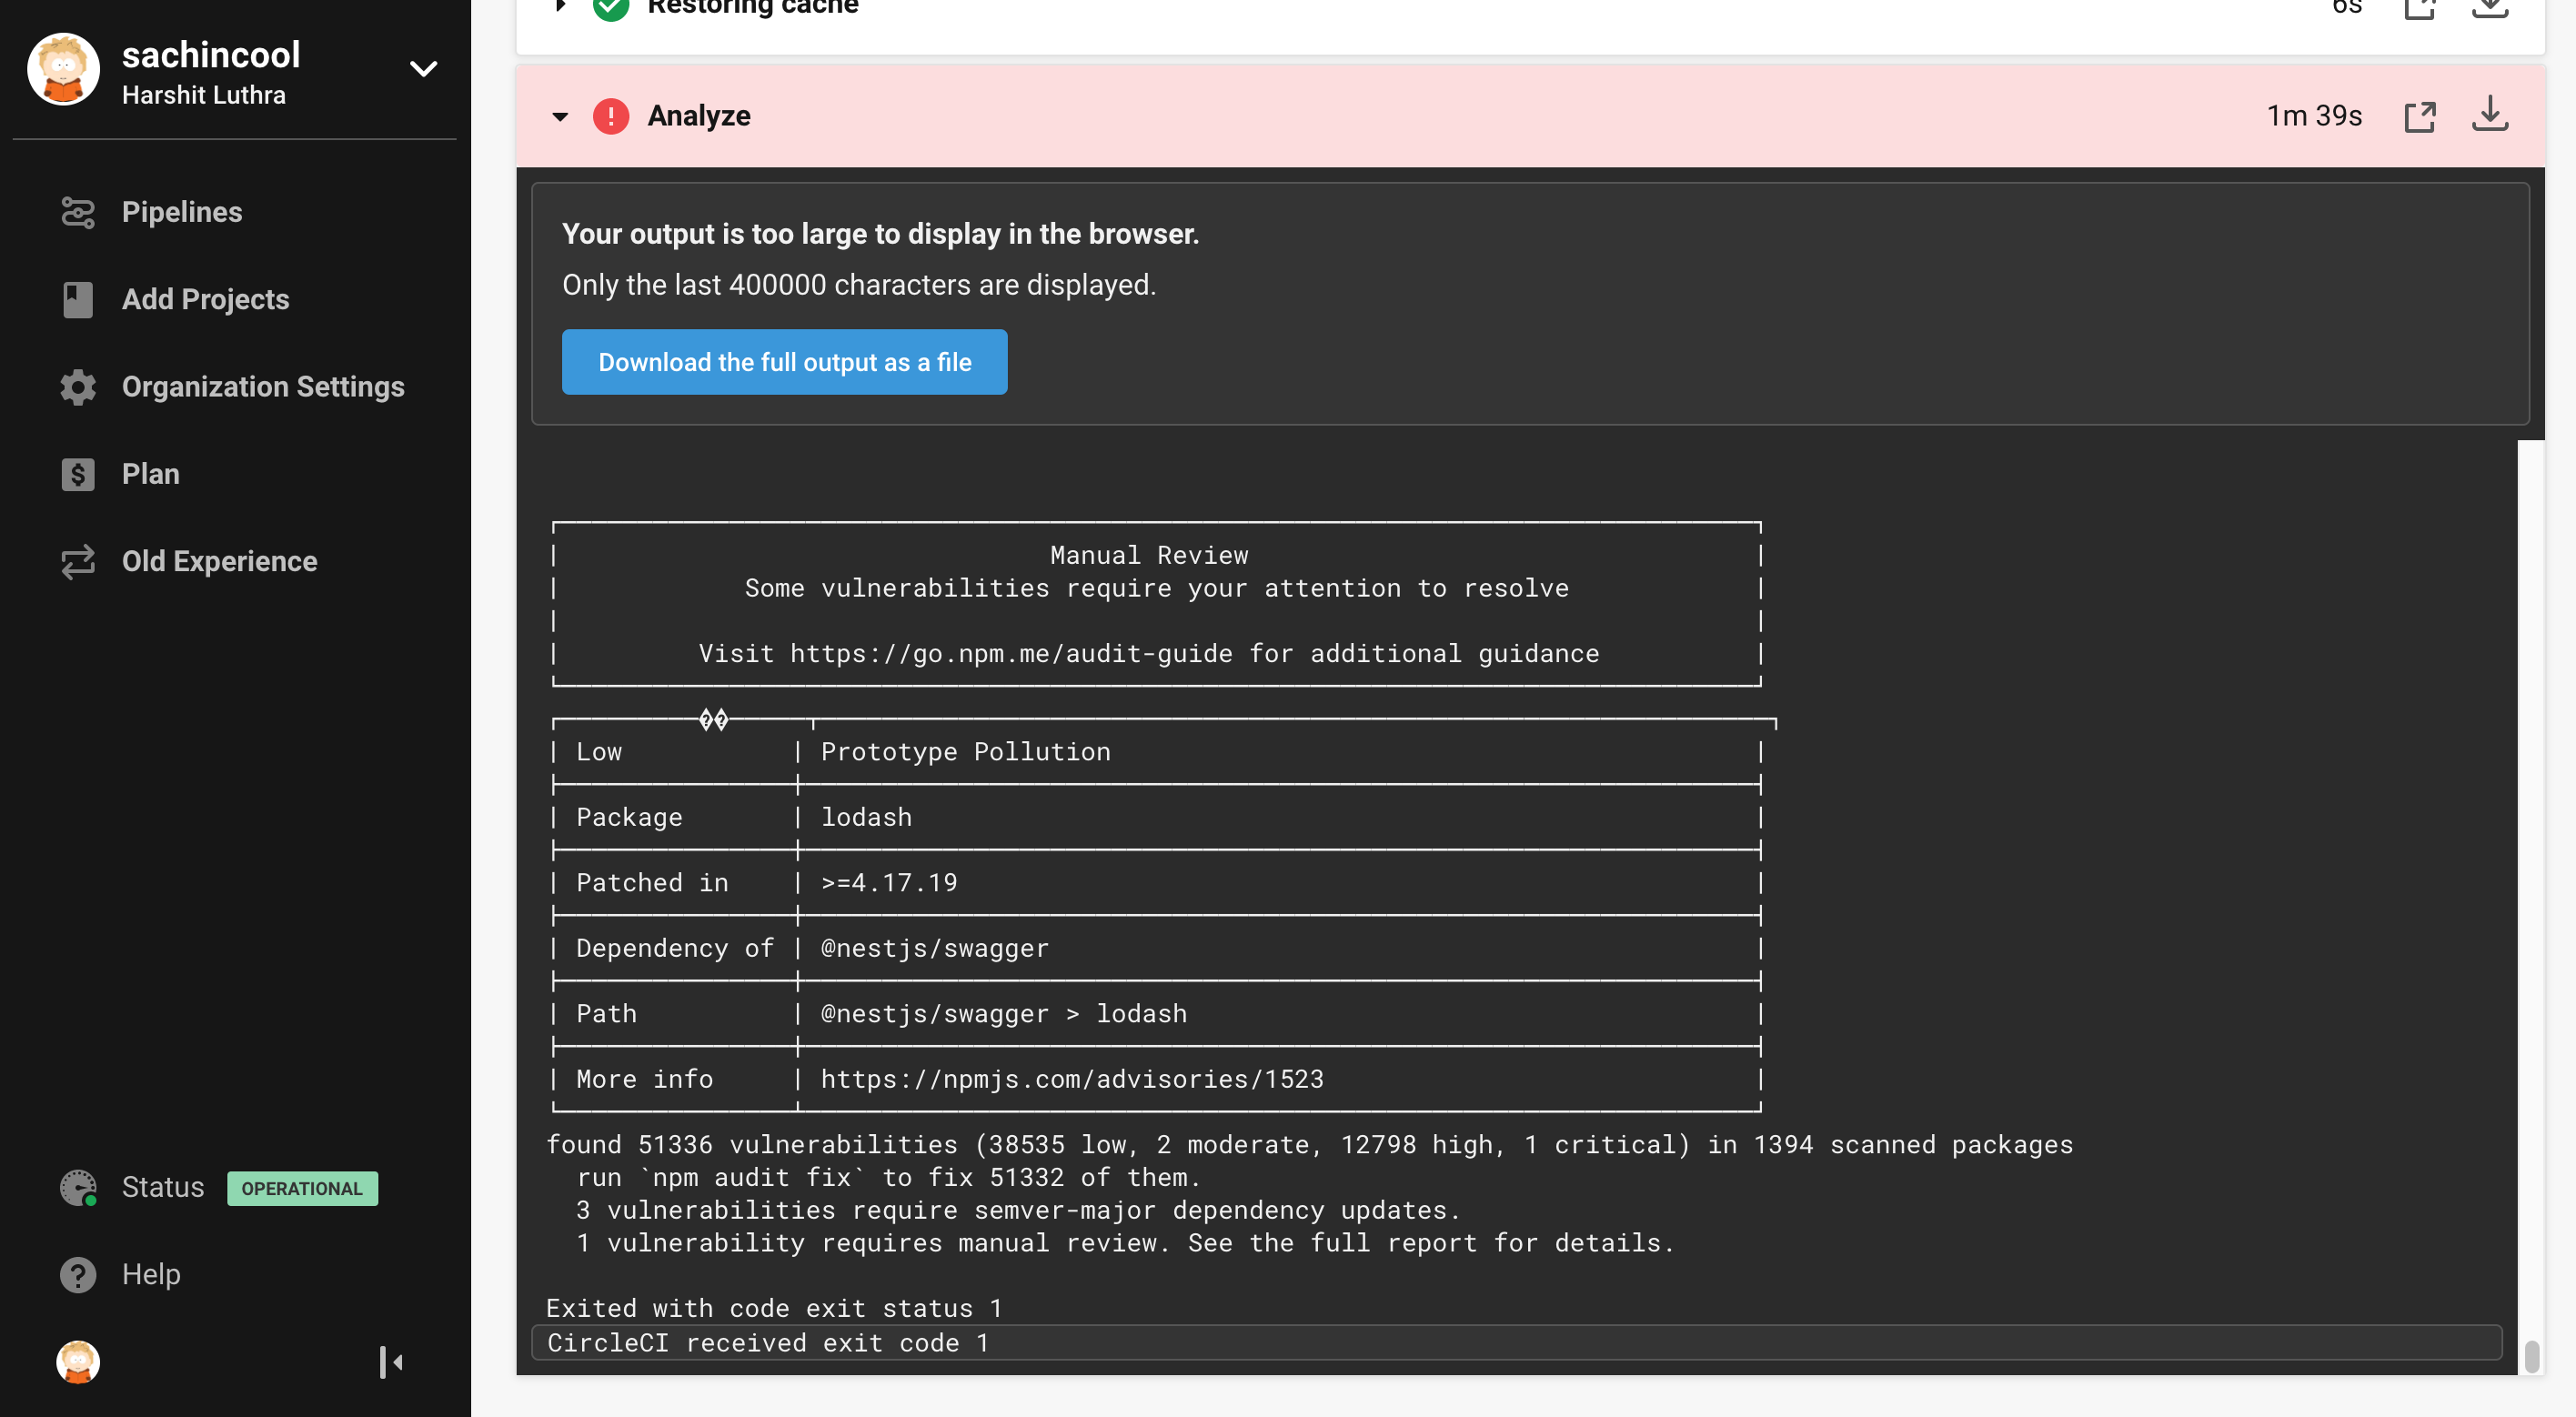 sachincool
Harshit Luthra
Pipelines
Add Projects
Organization Settings
Plan
Old Experience
Status OPERATIONAL
Help
Restoring cache 6s
Analyze 1m 39s
Your output is too large to display in the browser.
Only the last 400000 characters are displayed.
Download the full output as a file
Manual Review
Some vulnerabilities require your attention to resolve
Visit https://go.npm.me/audit-guide for additional guidance
Low Prototype Pollution
Package lodash
Patched in >=4.17.19
Dependency of @nestjs/swagger
Path @nestjs/swagger > lodash
More info https://npmjs.com/advisories/1523
found 51336 vulnerabilities (38535 low, 2 moderate, 12798 high, 1 critical) in 1394 scanned packages
run `npm audit fix` to fix 51332 of them.
3 vulnerabilities require semver-major dependency updates.
1 vulnerability requires manual review. See the full report for details.
Exited with code exit status 1
CircleCI received exit code 1